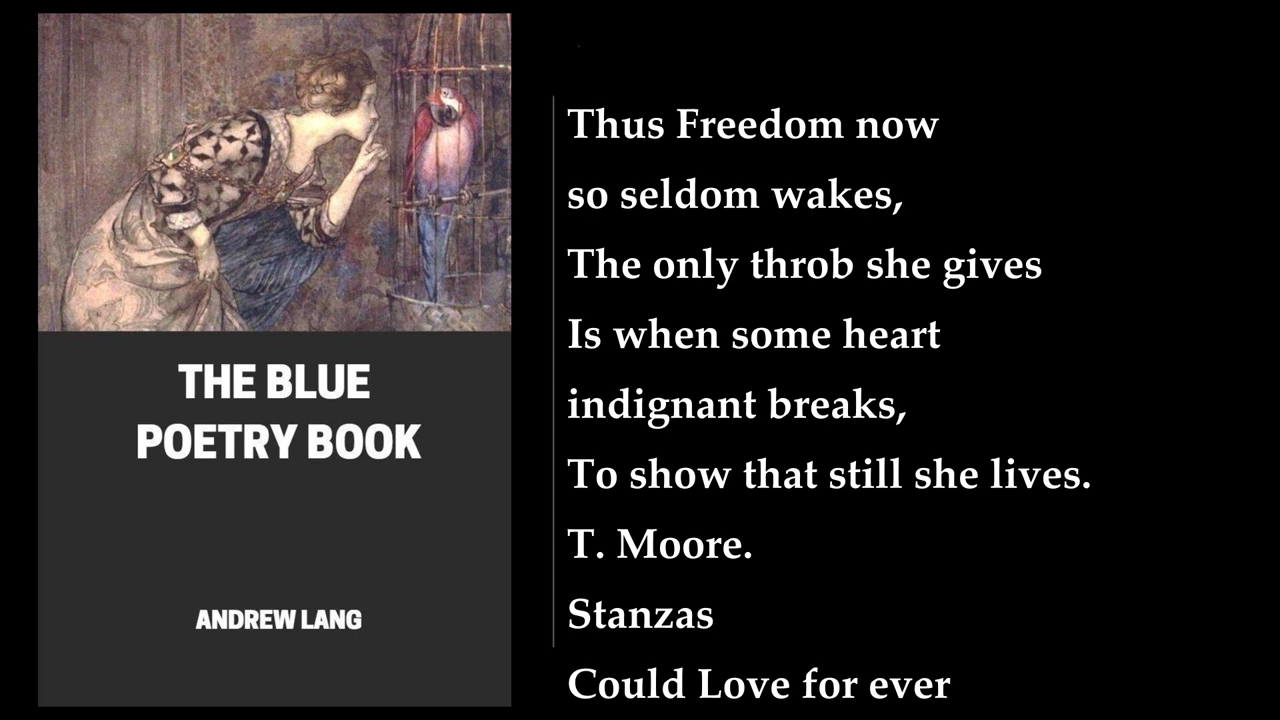 THE BLUE
POETRY BOOK
ANDREW LANG
Thus Freedom now
so seldom wakes,
The only throb she gives
Is when some heart
indignant breaks,
To show that still she lives.
T. Moore.
Stanzas
Could Love for ever